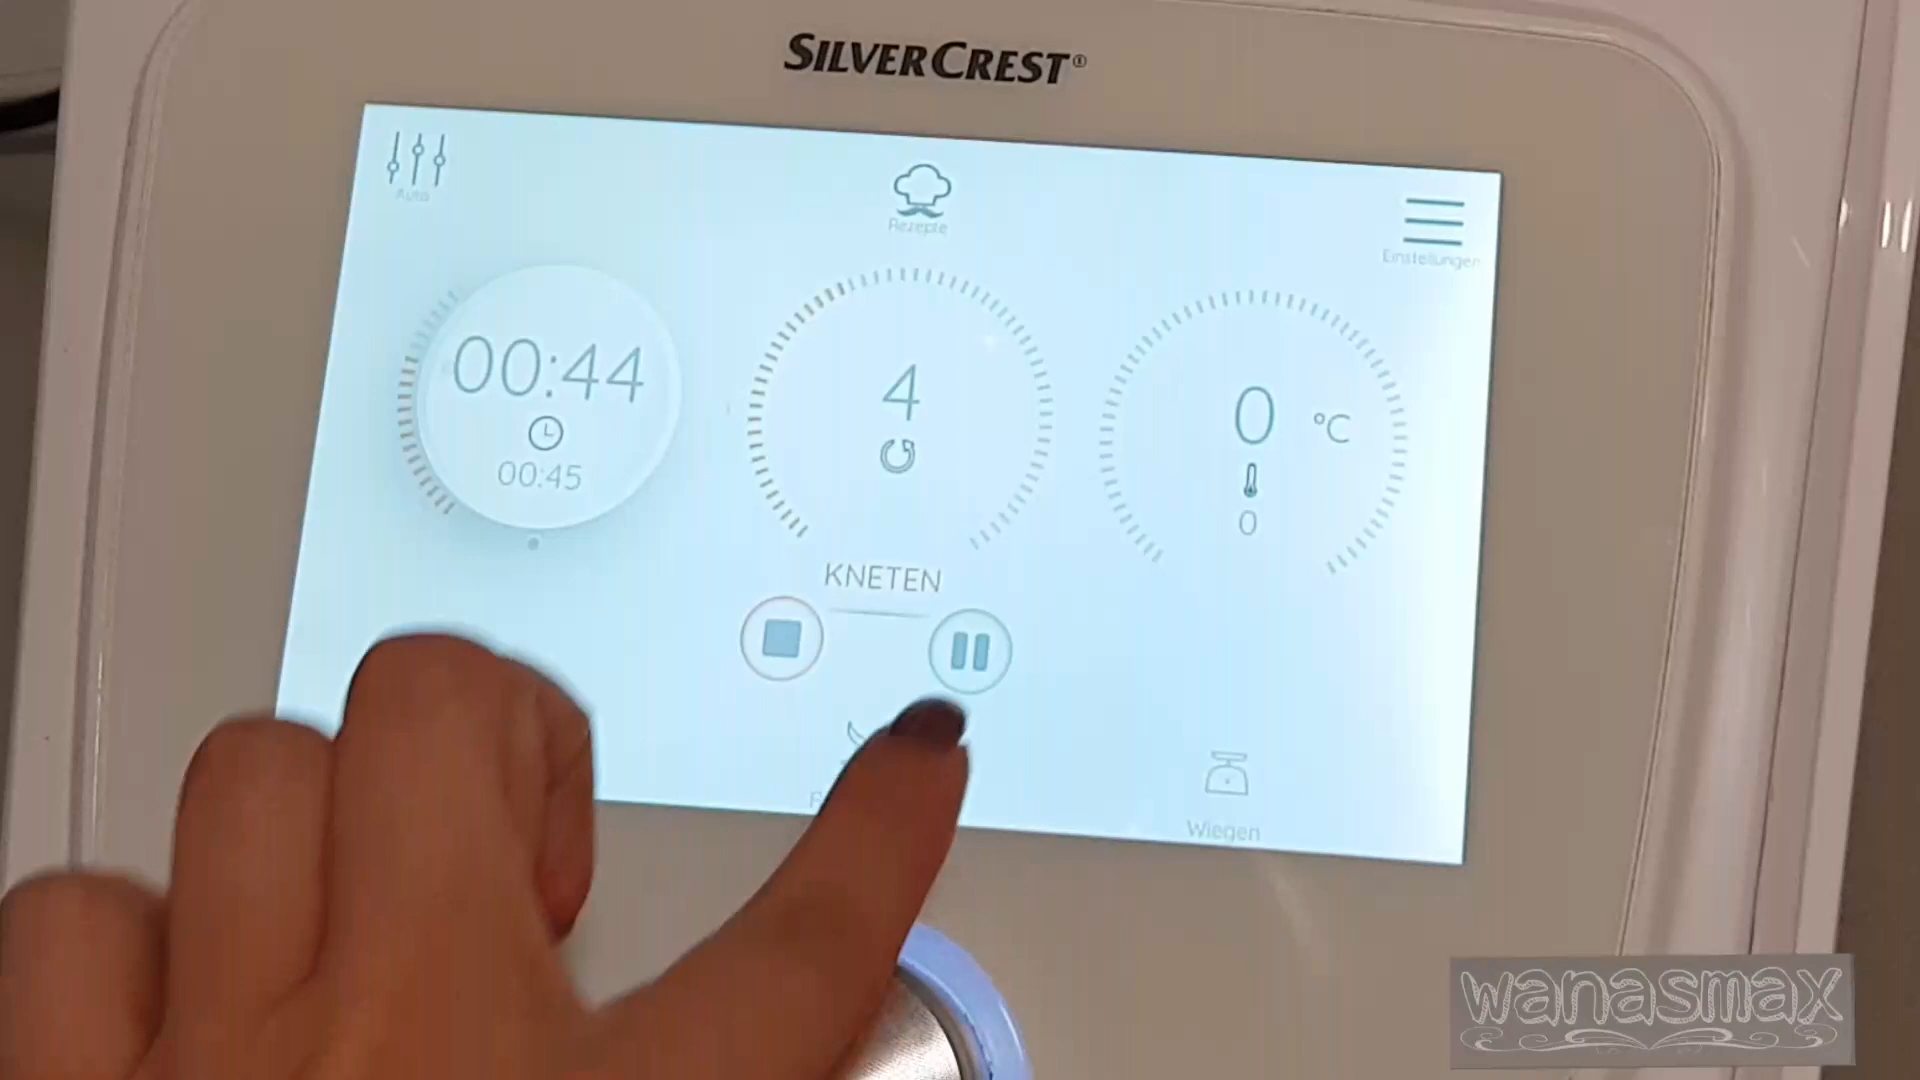 SILVERCREST®
Auto
Rezepte
Einstellungen
00:44
00:45
4
0 °C
0
KNETEN
Wiegen
wanasmax